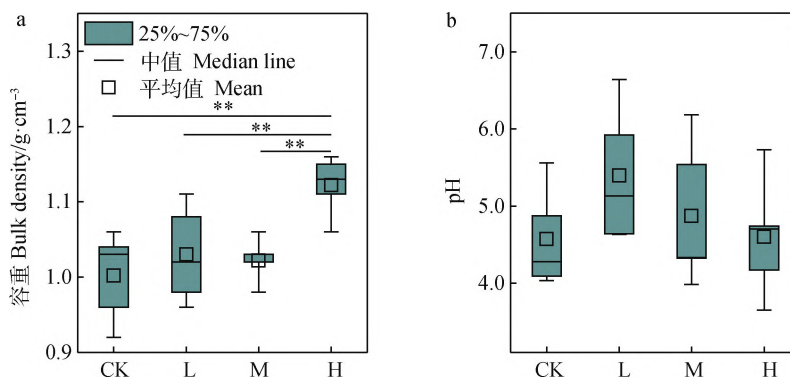 a
25%~75%
中值 Median line
平均值 Mean
**
**
**
容重 Bulk density/g·cm⁻³
1.3
1.2
1.1
1.0
0.9
CK L M H
b
pH
7.0
6.0
5.0
4.0
CK L M H